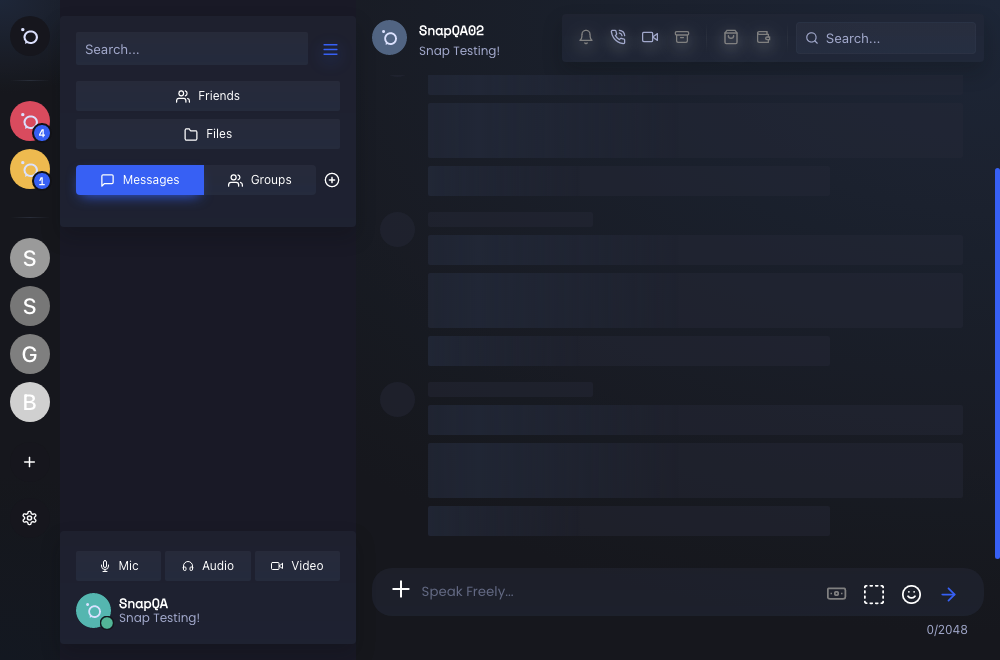 4
1
S
S
G
B
Search...
Friends
Files
Messages
Groups
Mic
Audio
Video
SnapQA
Snap Testing!
SnapQA02
Snap Testing!
Search...
Speak Freely...
0/2048